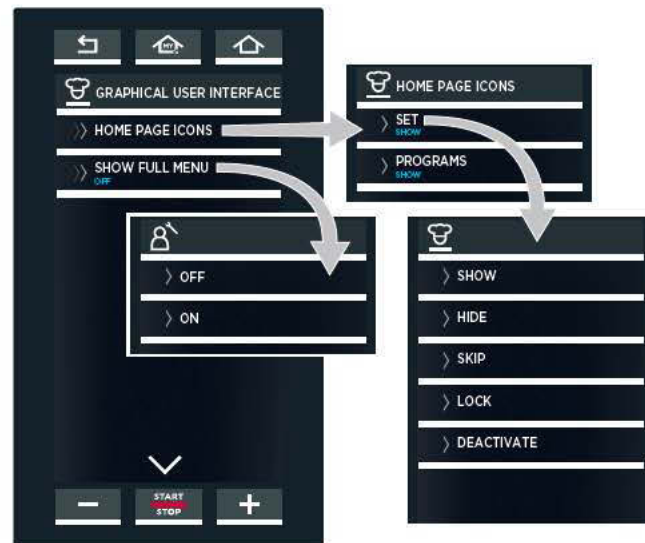 MY
GRAPHICAL USER INTERFACE
HOME PAGE ICONS
SHOW FULL MENU
OFF
HOME PAGE ICONS
SET
SHOW
PROGRAMS
SHOW
OFF
ON
SHOW
HIDE
SKIP
LOCK
DEACTIVATE
START
STOP